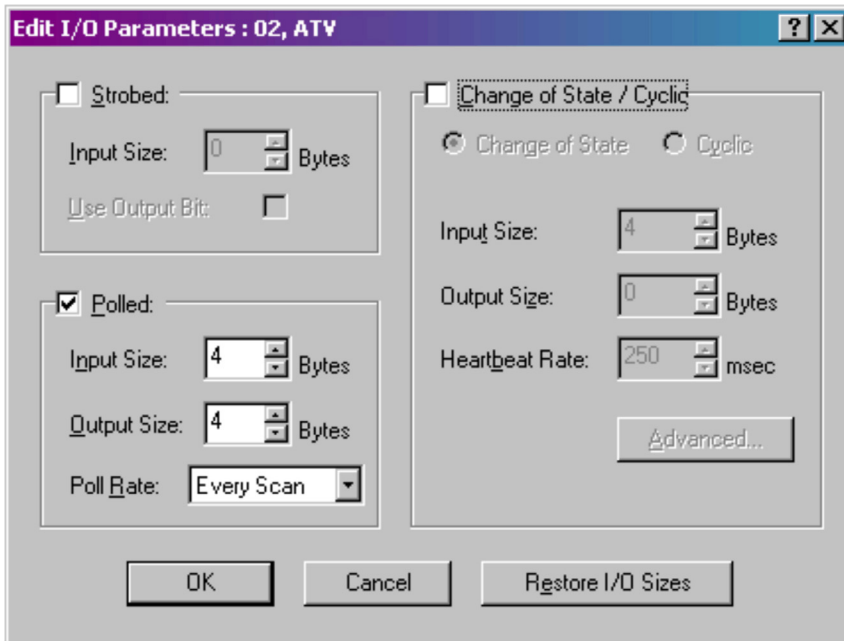 Edit I/O Parameters : 02, ATV
Strobed:
Input Size: 0 Bytes
Use Output Bit:
Polled:
Input Size: 4 Bytes
Output Size: 4 Bytes
Poll Rate: Every Scan
Change of State / Cyclic
Change of State Cyclic
Input Size: 4 Bytes
Output Size: 0 Bytes
Heartbeat Rate: 250 msec
Advanced...
OK Cancel Restore I/O Sizes